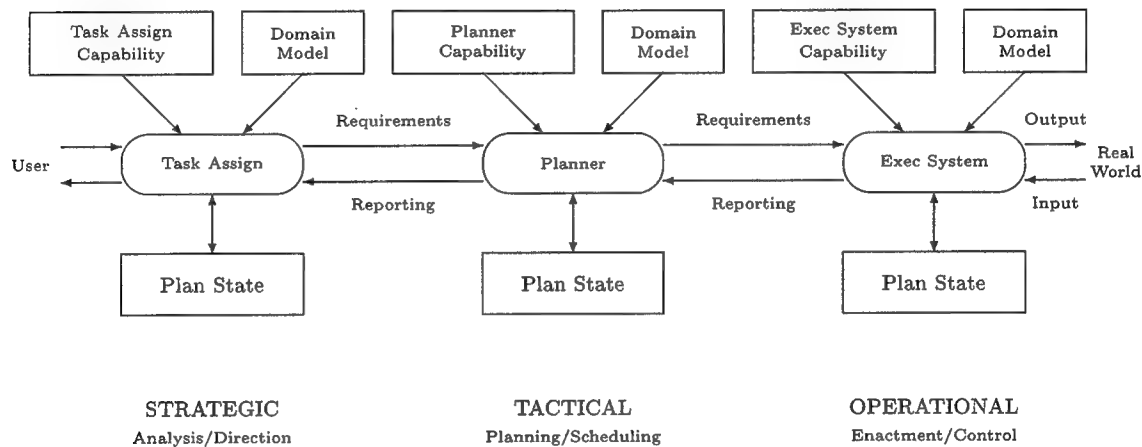 Task Assign
Capability
Domain
Model
Planner
Capability
Domain
Model
Exec System
Capability
Domain
Model
Requirements
Requirements
Output
User
Task Assign
Planner
Exec System
Real
World
Reporting
Reporting
Input
Plan State
Plan State
Plan State
STRATEGIC
TACTICAL
OPERATIONAL
Analysis/Direction
Planning/Scheduling
Enactment/Control